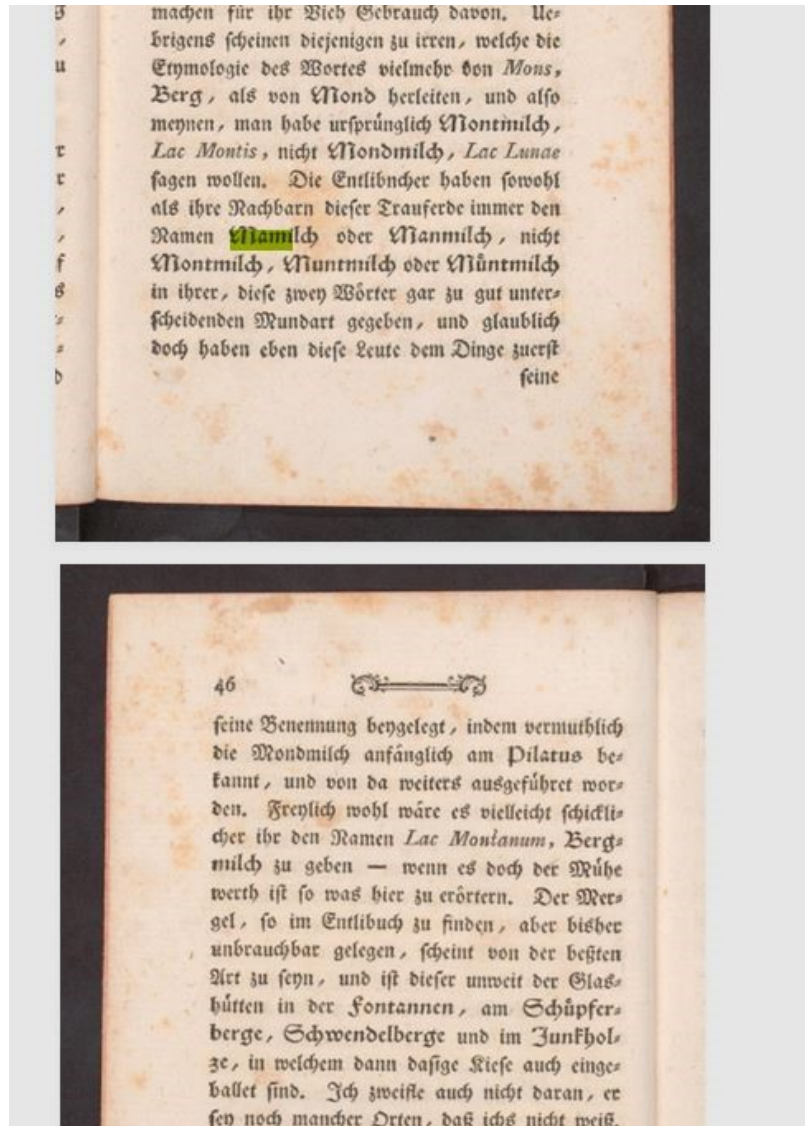 machen für ihr Vieh Gebrauch davon. Ue⸗
brigens scheinen diejenigen zu irren, welche die
Etymologie des Wortes vielmehr von Mons,
Berg, als von Mond herleiten, und also
meynen, man habe ursprünglich Montmilch,
Lac Montis, nicht Mondmilch, Lac Lunae
sagen wollen. Die Entlibncher haben sowohl
als ihre Nachbarn dieser Trauferde immer den
Namen Mamilch oder Manmilch, nicht
Montmilch, Muntmilch oder Müntmilch
in ihrer, diese zwey Wörter gar zu gut unter⸗
scheidenden Mundart gegeben, und glaublich
doch haben eben diese Leute dem Dinge zuerst
seine
46
seine Benennung beygelegt, indem vermuthlich
die Mondmilch anfänglich am Pilatus be⸗
kannt, und von da weiters ausgeführet wor⸗
den. Freylich wohl wäre es vielleicht schickli⸗
cher ihr den Namen Lac Montanum, Berg⸗
milch zu geben — wenn es doch der Mühe
werth ist so was hier zu erörtern. Der Mer⸗
gel, so im Entlibuch zu finden, aber bisher
unbrauchbar gelegen, scheint von der beßten
Art zu seyn, und ist dieser unweit der Glas⸗
hütten in der Fontannen, am Schüpfer⸗
berge, Schwendelberge und im Junkhol⸗
ze, in welchem dann dasige Kiese auch einge⸗
ballet sind. Ich zweifle auch nicht daran, er
sey noch mancher Orten, daß ichs nicht weiß.